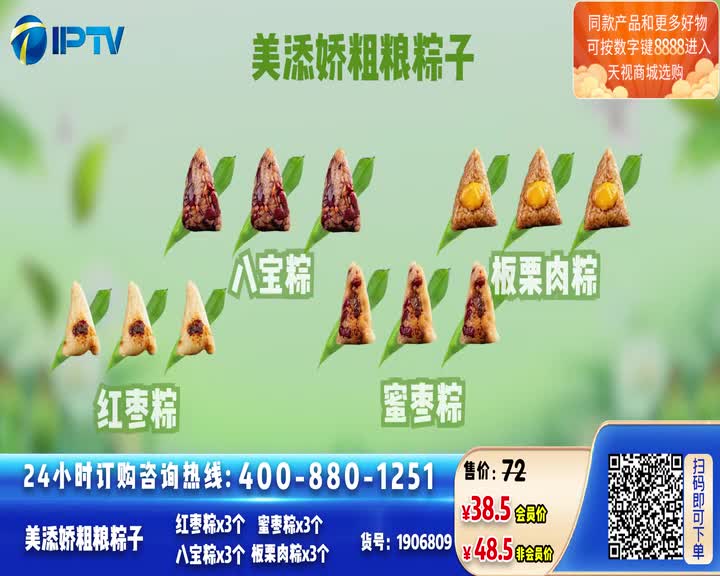 IPTV
同款产品和更多好物
可按数字键8888进入
天视商城选购
美添娇粗粮粽子
八宝粽
板栗肉粽
红枣粽
蜜枣粽
24小时订购咨询热线:400-880-1251
售价: 72
¥38.5 会员价
¥48.5 非会员价
扫码即可下单
美添娇粗粮粽子
红枣粽x3个 蜜枣粽x3个
八宝粽x3个 板栗肉粽x3个
货号: 1906809